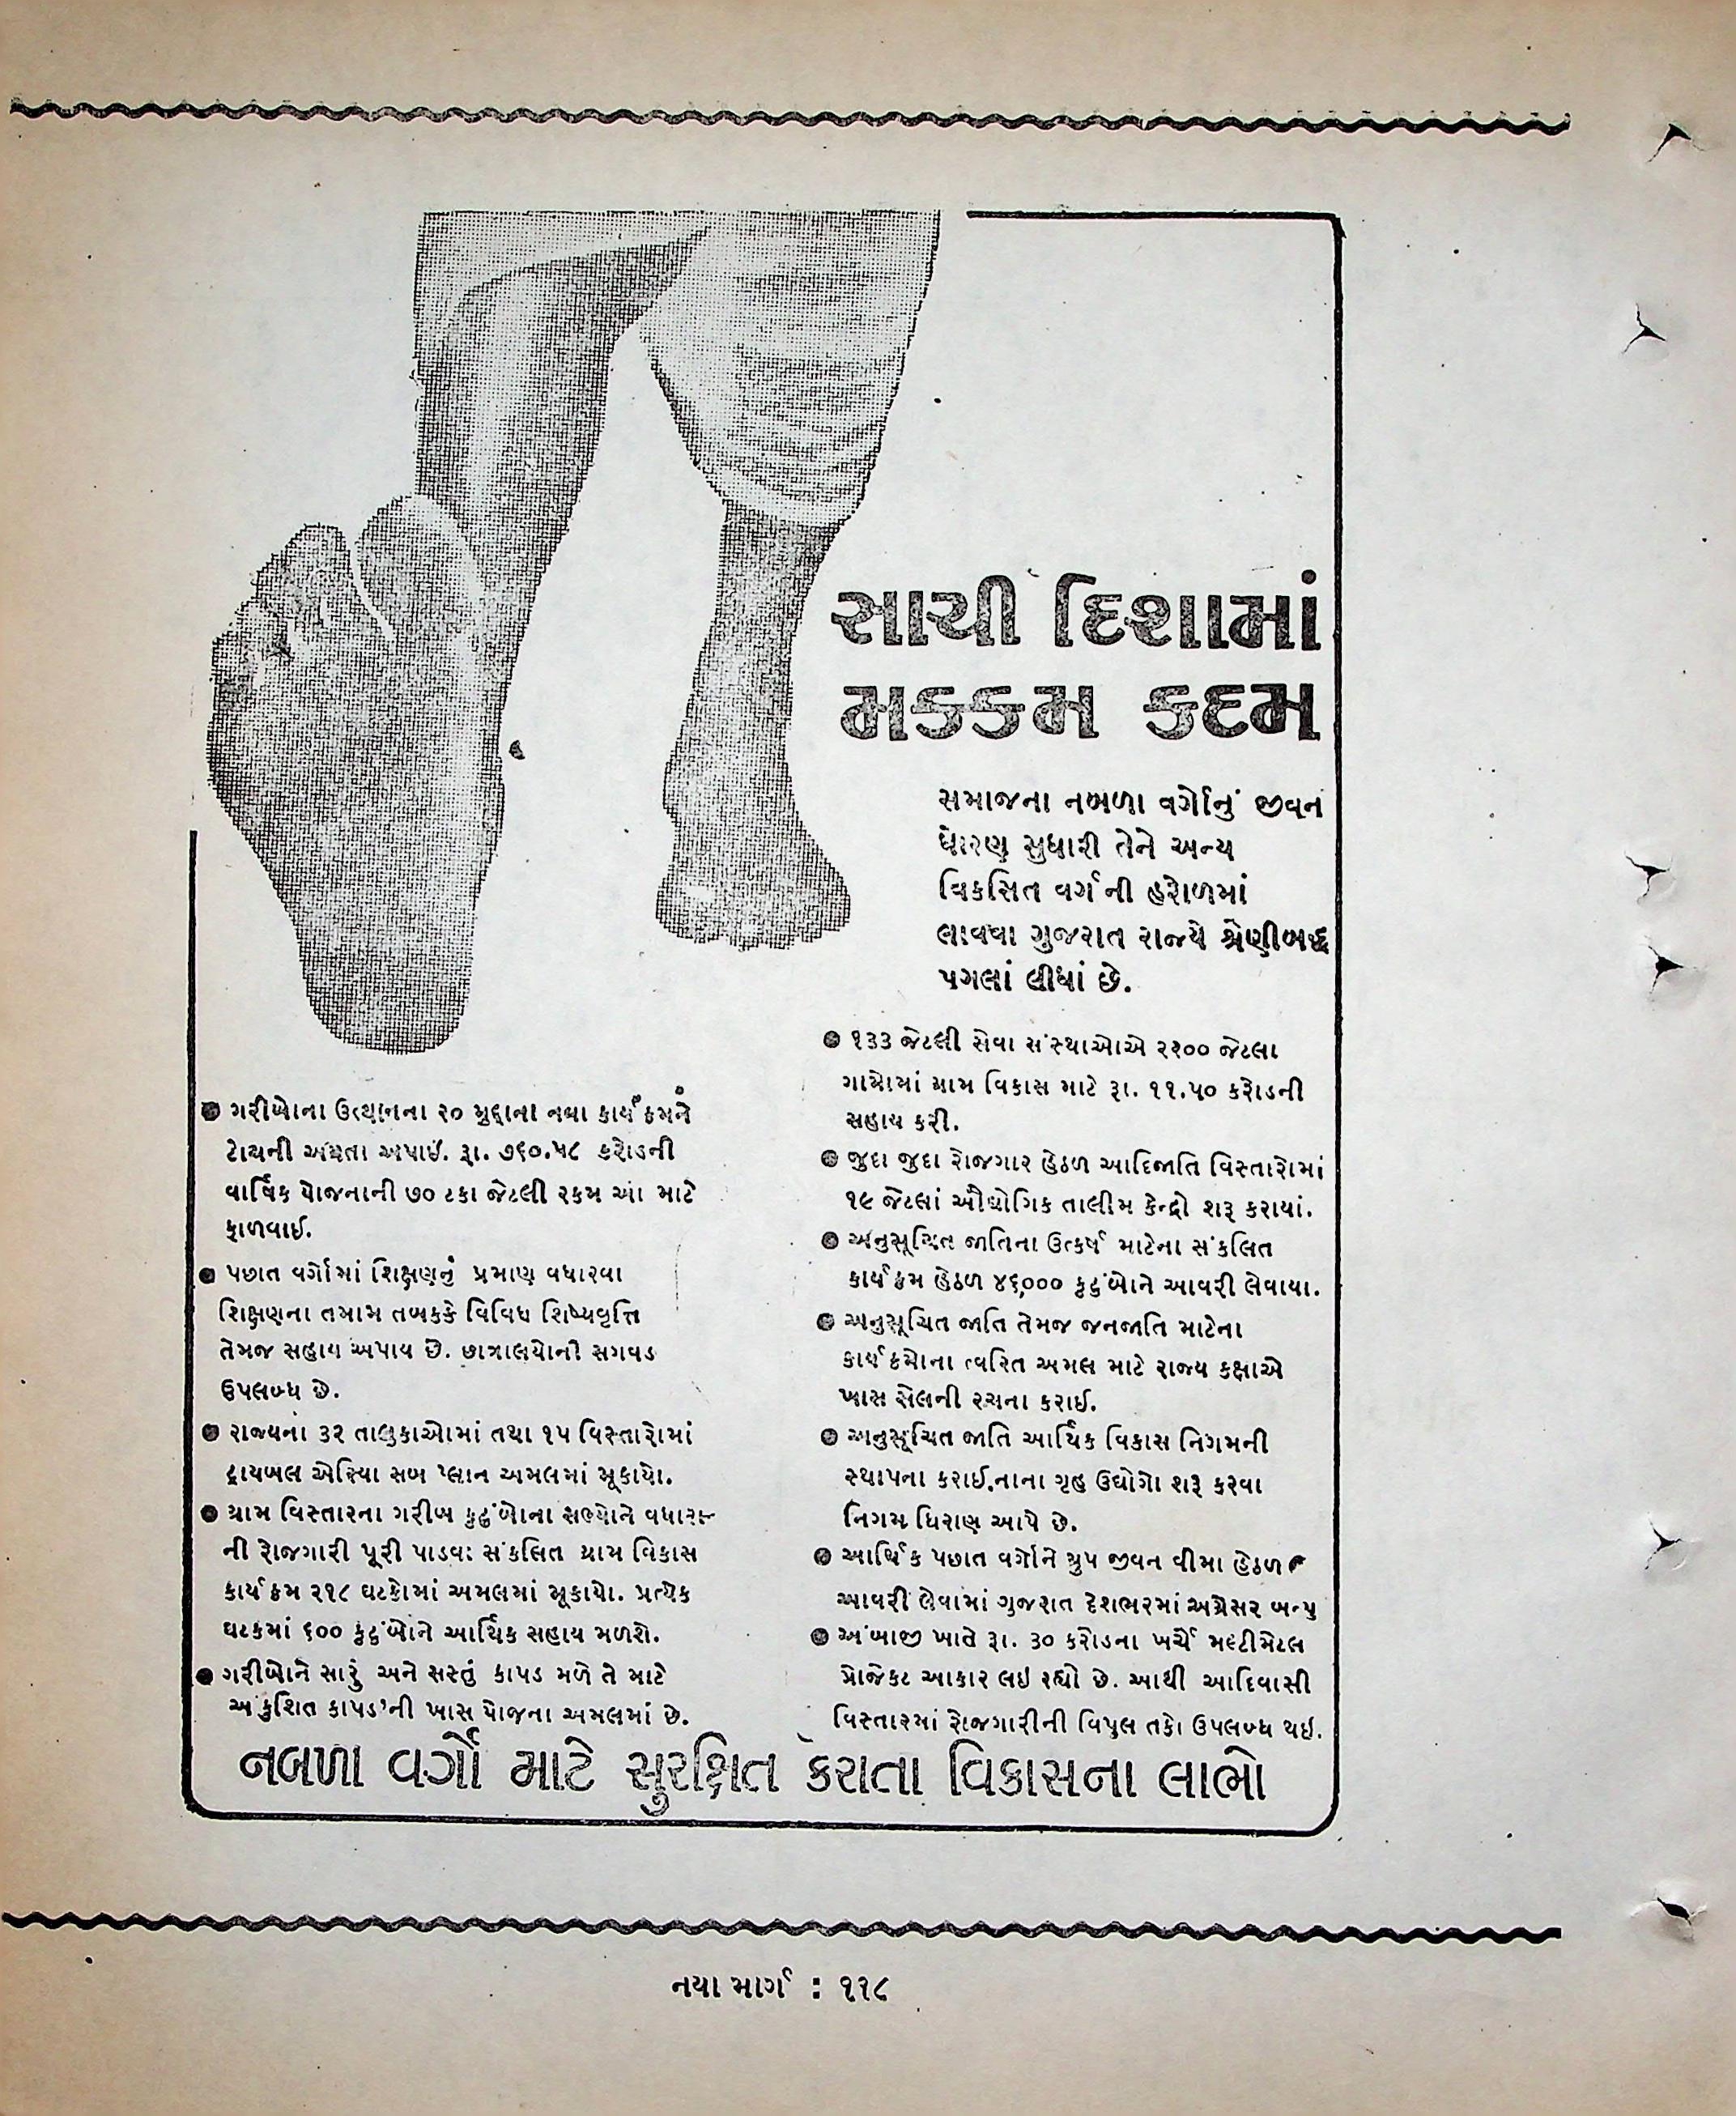 સાચી દિશામાં
મક્કમ કદમ
સમાજના નબળા વર્ગોનું જીવન
ધોરણ સુધારી તેને અન્ય
વિકસિત વર્ગની હરોળમાં
લાવવા ગુજરાત રાજ્યે શ્રેણીબદ્ધ
પગલાં લીધાં છે.
● ગરીબોના ઉત્થાનના ૨૦ મુદ્દાના નવા કાર્યક્રમને
ટોચની અગ્રતા અપાઈ. રૂા. ૭૬૦.૫૮ કરોડની
વાર્ષિક યોજનાની ૭૦ ટકા જેટલી રકમ આ માટે
ફાળવાઈ.
● પછાત વર્ગોમાં શિક્ષણનું પ્રમાણ વધારવા
શિક્ષણના તમામ તબક્કે વિવિધ શિષ્યવૃત્તિ
તેમજ સહાય અપાય છે. છાત્રાલયોની સગવડ
ઉપલબ્ધ છે.
● રાજ્યના ૩૨ તાલુકાઓમાં તથા ૧૫ વિસ્તારોમાં
ટ્રાયબલ એરિયા સબ પ્લાન અમલમાં મૂકાયો.
● ગ્રામ વિસ્તારના ગરીબ કુટુંબોના સભ્યોને વધારા-
ની રોજગારી પૂરી પાડવા સંકલિત ગ્રામ વિકાસ
કાર્યક્રમ ૨૧૮ ઘટકોમાં અમલમાં મૂકાયો. પ્રત્યેક
ઘટકમાં ૬૦૦ કુટુંબોને આર્થિક સહાય મળશે.
● ગરીબોને સારું અને સસ્તું કાપડ મળે તે માટે
અંકુશિત કાપડ'ની ખાસ યોજના અમલમાં છે.
● ૧૩૩ જેટલી સેવા સંસ્થાઓએ ૨૨૦૦ જેટલા
ગામોમાં ગ્રામ વિકાસ માટે રૂા. ૧૧.૫૦ કરોડની
સહાય કરી.
● જુદા જુદા રોજગાર હેઠળ આદિજાતિ વિસ્તારોમાં
૧૯ જેટલાં ઔદ્યોગિક તાલીમ કેન્દ્રો શરૂ કરાયાં.
● અનુસૂચિત જાતિના ઉત્કર્ષ માટેના સંકલિત
કાર્યક્રમ હેઠળ ૪૬,૦૦૦ કુટુંબોને આવરી લેવાયા.
● અનુસૂચિત જાતિ તેમજ જનજાતિ માટેના
કાર્યક્રમોના ત્વરિત અમલ માટે રાજ્ય કક્ષાએ
ખાસ સેલની રચના કરાઈ.
● અનુસૂચિત જાતિ આર્થિક વિકાસ નિગમની
સ્થાપના કરાઈ.નાના ગૃહ ઉદ્યોગો શરૂ કરવા
નિગમ ધિરાણ આપે છે.
● આર્થિક પછાત વર્ગોને ગ્રુપ જીવન વીમા હેઠળ
આવરી લેવામાં ગુજરાત દેશભરમાં અગ્રેસર બન્યુ
● અંબાજી ખાતે રૂા. ૩૦ કરોડના ખર્ચે મલ્ટીમેટલ
પ્રોજેકટ આકાર લઇ રહ્યો છે. આથી આદિવાસી
વિસ્તારમાં રોજગારીની વિપુલ તકો ઉપલબ્ધ થઇ.
નબળા વર્ગો માટે સુરક્ષિત કરાતા વિકાસના લાભો
નયા માર્ગ : ૧૧૮